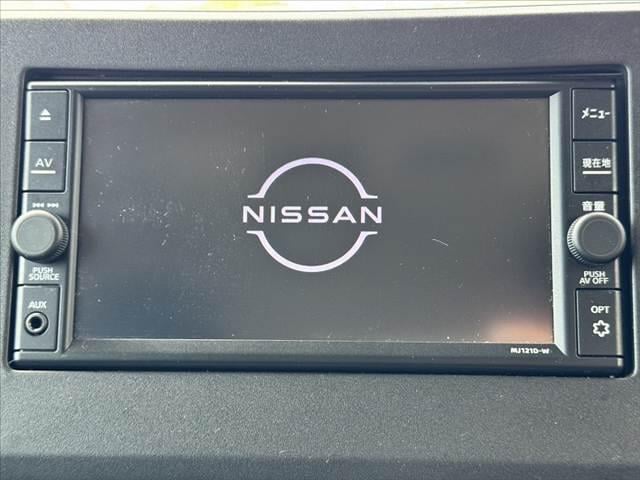 メニュー
AV
現在地
音量
NISSAN
PUSH
SOURCE
PUSH
AV OFF
AUX
OPT
MJ121D-W